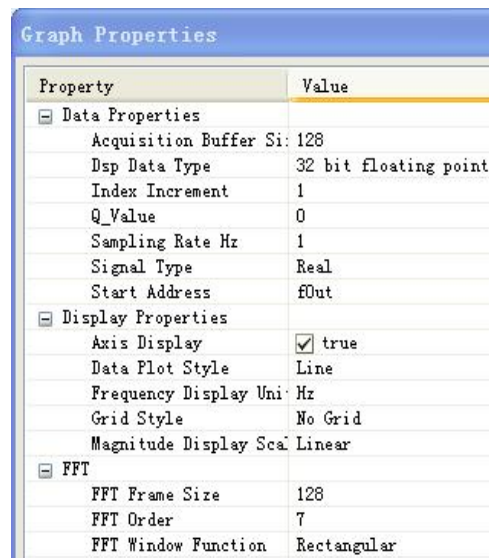 Graph Properties
Property Value
Data Properties
Acquisition Buffer Si: 128
Dsp Data Type 32 bit floating point
Index Increment 1
Q_Value 0
Sampling Rate Hz 1
Signal Type Real
Start Address fOut
Display Properties
Axis Display true
Data Plot Style Line
Frequency Display Uni Hz
Grid Style No Grid
Magnitude Display Scal Linear
FFT
FFT Frame Size 128
FFT Order 7
FFT Window Function Rectangular